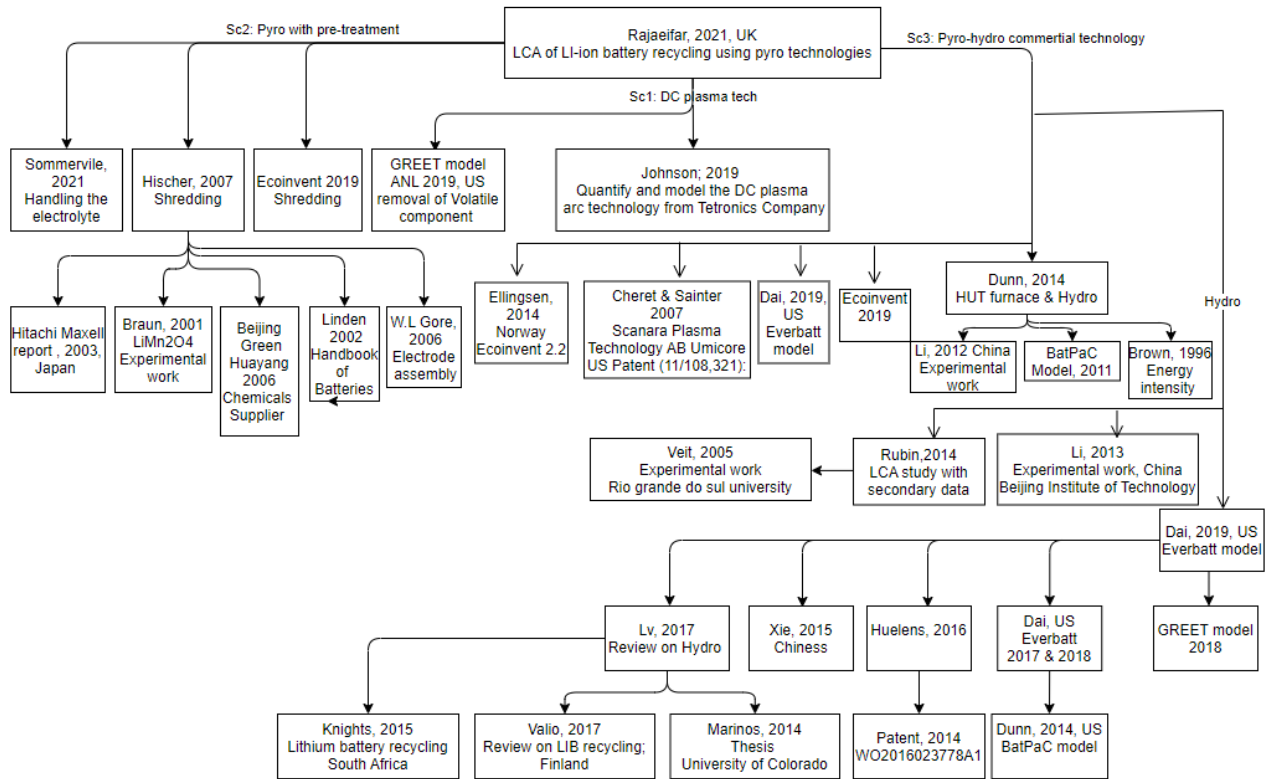 Sc2: Pyro with pre-treatment
Rajaeifar, 2021, UK
LCA of LI-ion battery recycling using pyro technologies
Sc3: Pyro-hydro commertial technology
Sc1: DC plasma tech
Sommervile,
2021
Handling the
electrolyte
Hischer, 2007
Shredding
Ecoinvent 2019
Shredding
GREET model
ANL 2019, US
removal of Volatile
component
Johnson; 2019
Quantify and model the DC plasma
arc technology from Tetronics Company
Hitachi Maxell
report , 2003,
Japan
Braun, 2001
LiMn2O4
Experimental
work
Beijing
Green
Huayang
2006
Chemicals
Supplier
Linden
2002
Handbook
of
Batteries
W.L Gore,
2006
Electrode
assembly
Ellingsen,
2014
Norway
Ecoinvent 2.2
Cheret & Sainter
2007
Scanara Plasma
Technology AB Umicore
US Patent (11/108,321):
Dai, 2019,
US
Everbatt
model
Ecoinvent
2019
Dunn, 2014
HUT furnace & Hydro
Hydro
Li, 2012 China
Experimental
work
BatPaC
Model, 2011
Brown, 1996
Energy
intensity
Veit, 2005
Experimental work
Rio grande do sul university
Rubin,2014
LCA study with
secondary data
Li, 2013
Experimental work, China
Beijing Institute of Technology
Dai, 2019, US
Everbatt model
Lv, 2017
Review on Hydro
Xie, 2015
Chiness
Huelens, 2016
Dai, US
Everbatt
2017 & 2018
GREET model
2018
Knights, 2015
Lithium battery recycling
South Africa
Valio, 2017
Review on LIB recycling;
Finland
Marinos, 2014
Thesis
University of Colorado
Patent, 2014
WO2016023778A1
Dunn, 2014, US
BatPaC model